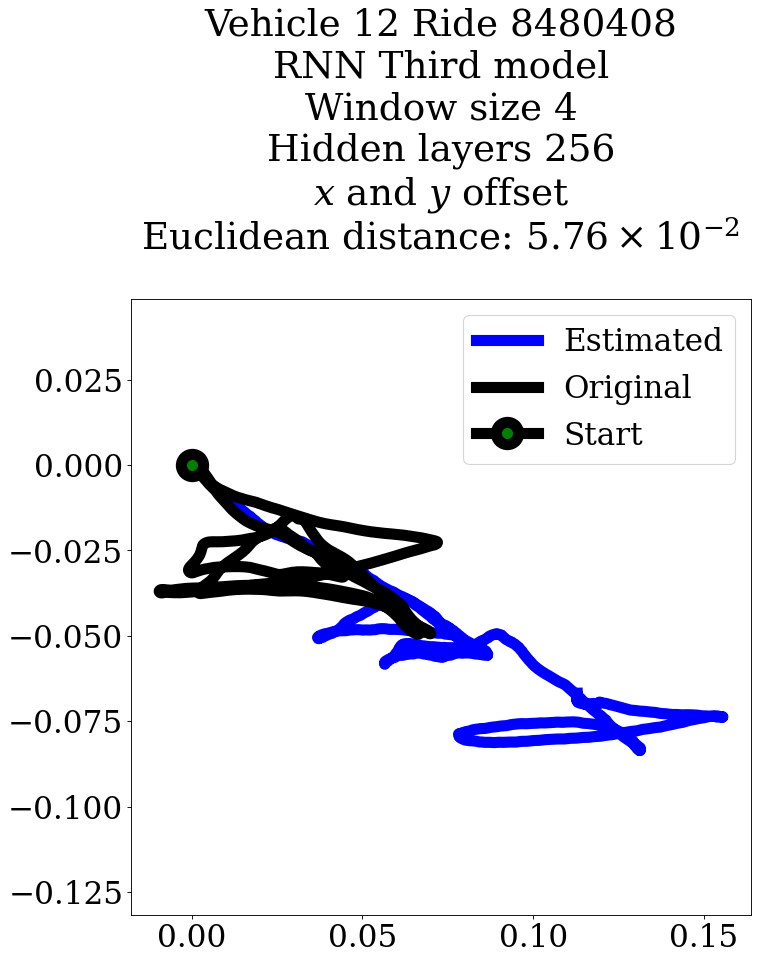 Vehicle 12 Ride 8480408
RNN Third model
Window size 4
Hidden layers 256
x and y offset
Euclidean distance: 5.76 × 10⁻²
Estimated
Original
Start
0.025
0.000
−0.025
−0.050
−0.075
−0.100
−0.125
0.00 0.05 0.10 0.15